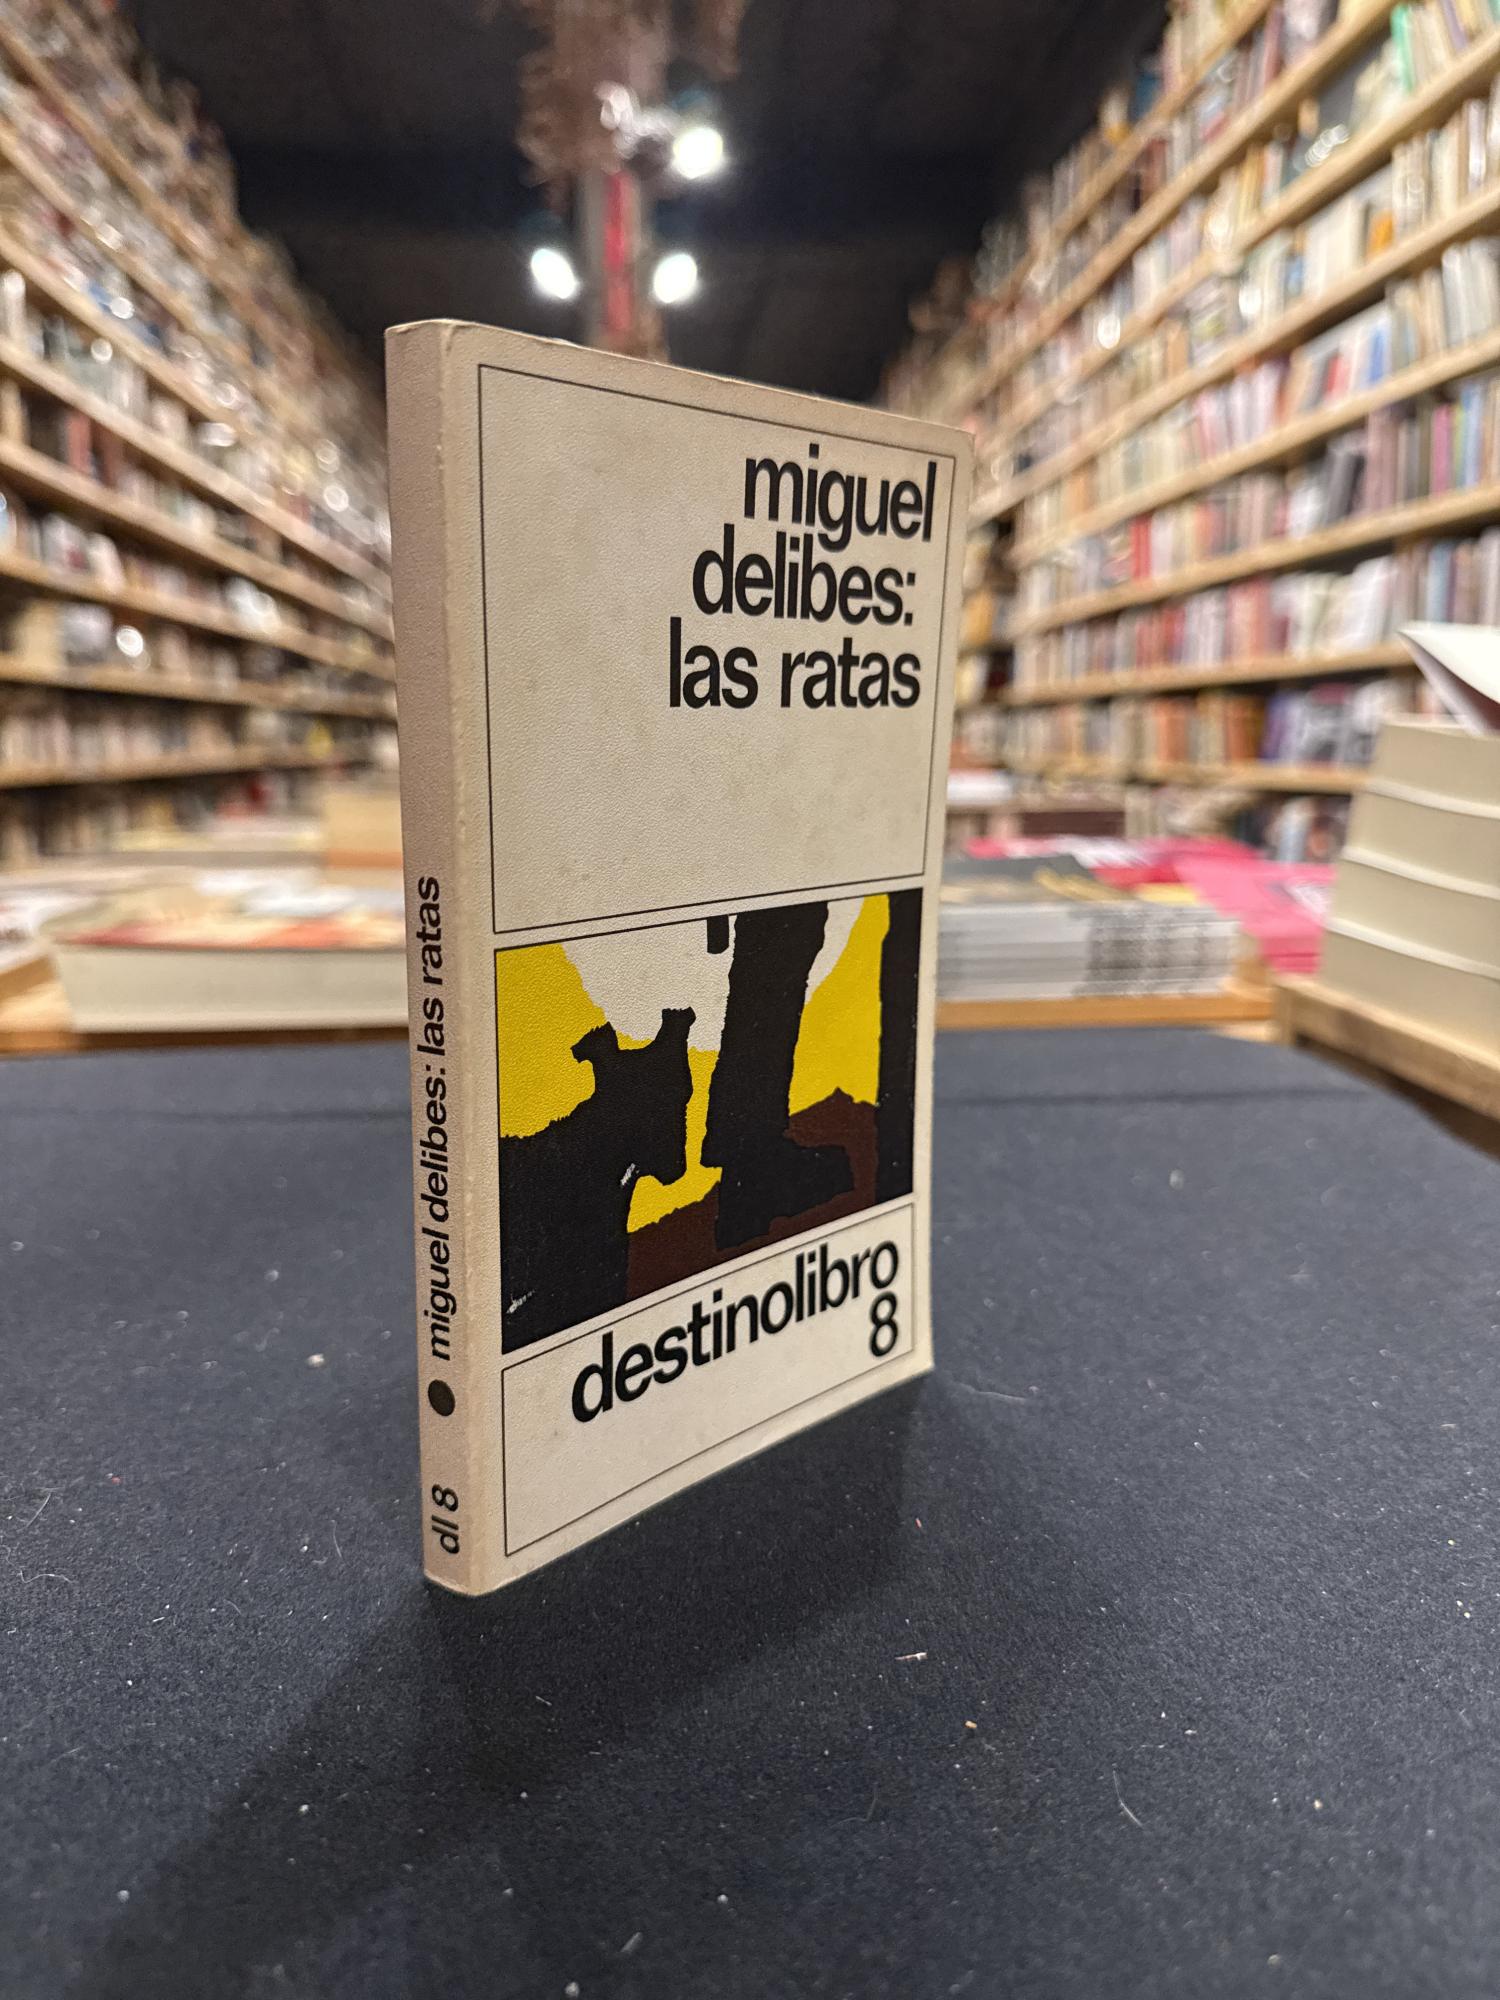 miguel
delibes:
las ratas
destinolibro
8
miguel delibes: las ratas
dl 8